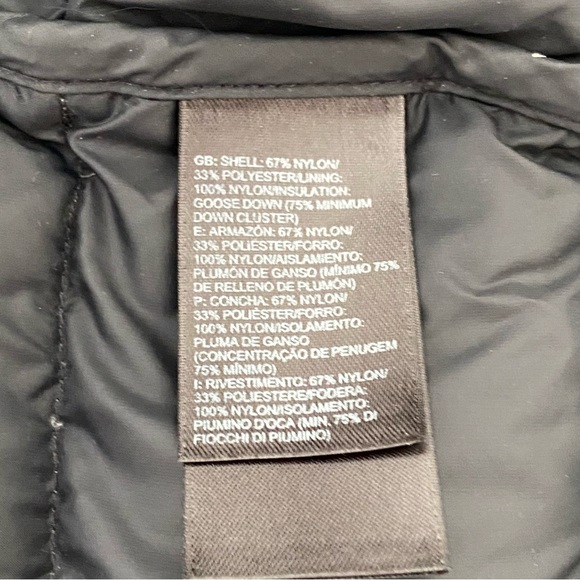 GB: SHELL: 67% NYLON/
33% POLYESTER/LINING:
100% NYLON/INSULATION:
GOOSE DOWN (75% MINIMUM
DOWN CLUSTER)
E: ARMAZÓN: 67% NYLON/
33% POLIÉSTER/FORRO:
100% NYLON/AISLAMIENTO:
PLUMÓN DE GANSO (MÍNIMO 75%
DE RELLENO DE PLUMÓN)
P: CONCHA: 67% NYLON/
33% POLIÉSTER/FORRO:
100% NYLON/ISOLAMENTO:
PLUMA DE GANSO
(CONCENTRAÇÃO DE PENUGEM
75% MÍNIMO)
I: RIVESTIMENTO: 67% NYLON/
33% POLIESTERE/FODERA:
100% NYLON/ISOLAMENTO:
PIUMINO D'OCA (MIN. 75% DI
FIOCCHI DI PIUMINO)